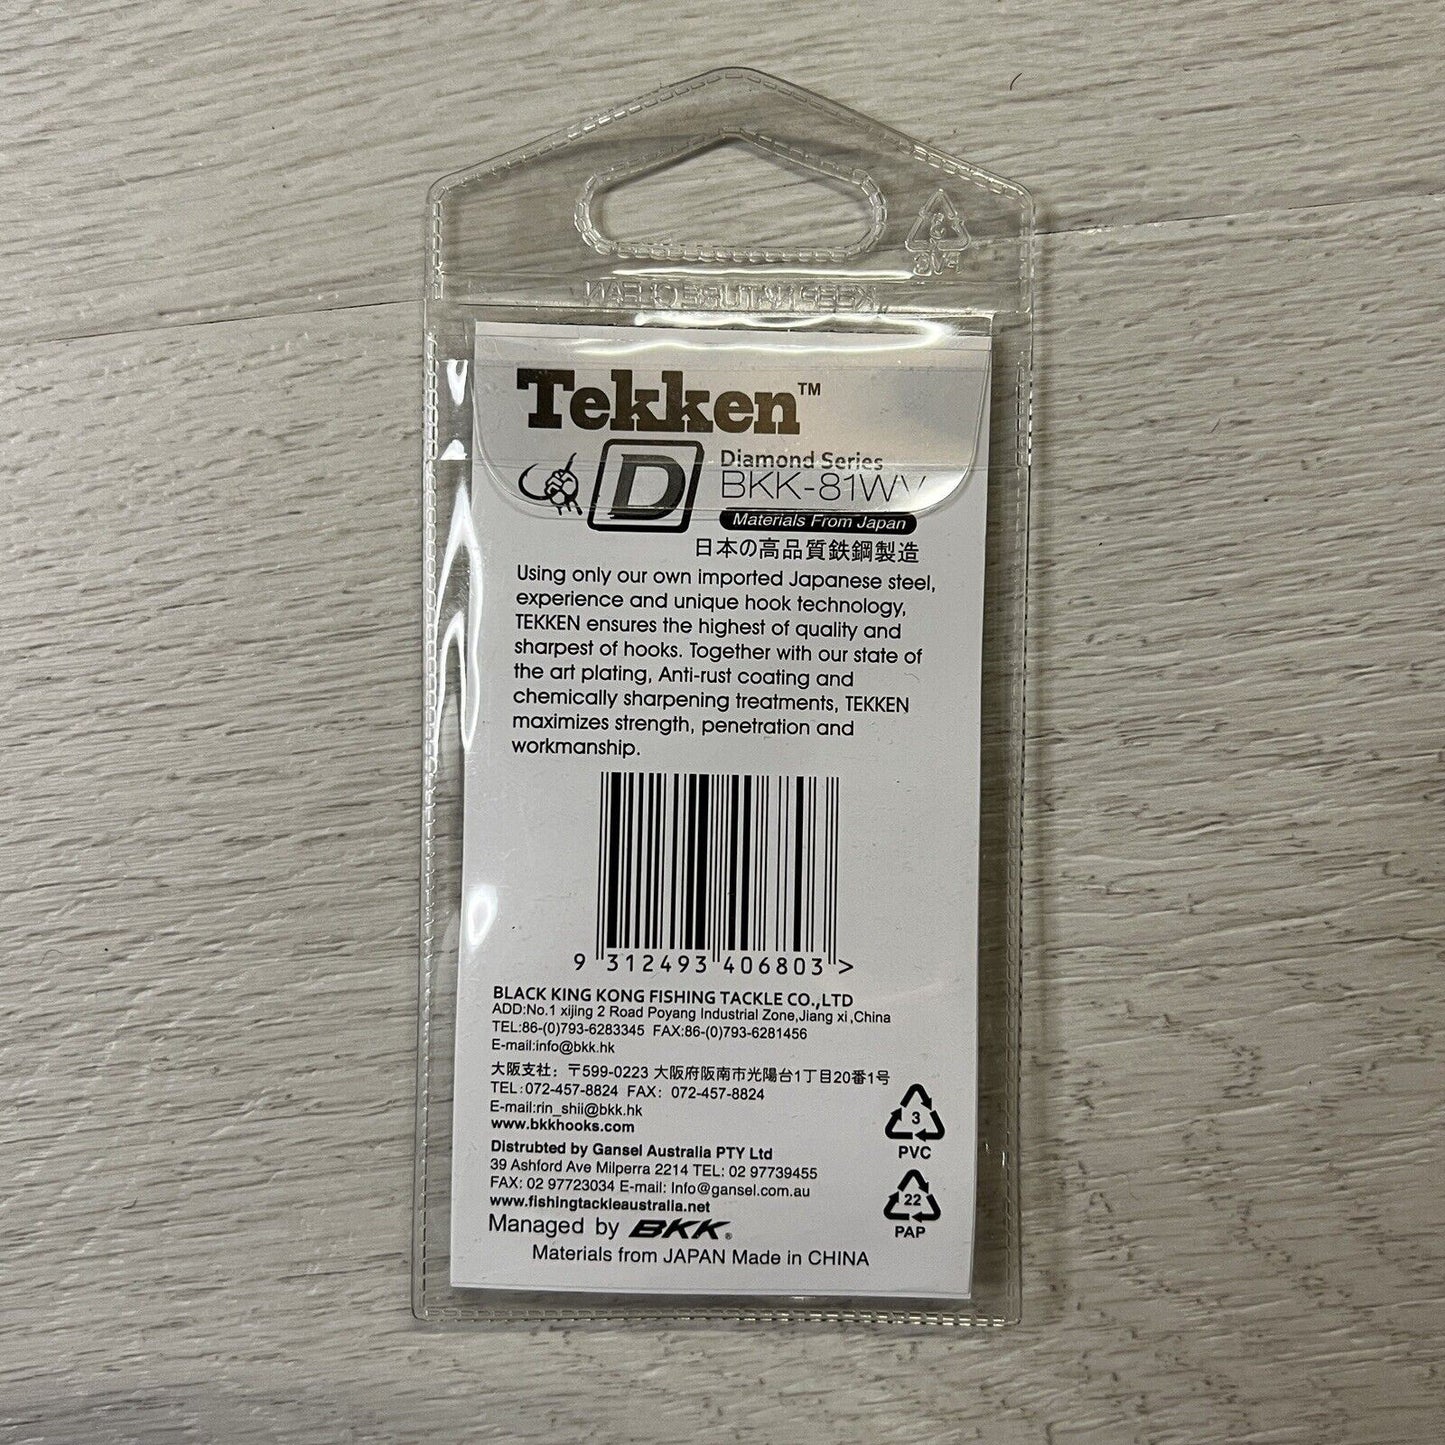 3
PVC
KEEP NATURE CLEAN
Tekken™
D
Diamond Series
BKK-81WV
Materials From Japan
日本の高品質鉄鋼製造
Using only our own imported Japanese steel,
experience and unique hook technology,
TEKKEN ensures the highest of quality and
sharpest of hooks. Together with our state of
the art plating, Anti-rust coating and
chemically sharpening treatments, TEKKEN
maximizes strength, penetration and
workmanship.
9 312493 406803 >
BLACK KING KONG FISHING TACKLE CO.,LTD
ADD:No.1 xijing 2 Road Poyang Industrial Zone,Jiang xi ,China
TEL:86-(0)793-6283345 FAX:86-(0)793-6281456
E-mail:info@bkk.hk
大阪支社：〒599-0223 大阪府阪南市光陽台1丁目20番1号
TEL:072-457-8824 FAX: 072-457-8824
E-mail:rin_shii@bkk.hk
www.bkkhooks.com
Distrubted by Gansel Australia PTY Ltd
39 Ashford Ave Milperra 2214 TEL: 02 97739455
FAX: 02 97723034 E-mail: Info@gansel.com.au
www.fishingtackleaustralia.net
Managed by BKK®
Materials from JAPAN Made in CHINA
3
PVC
22
PAP